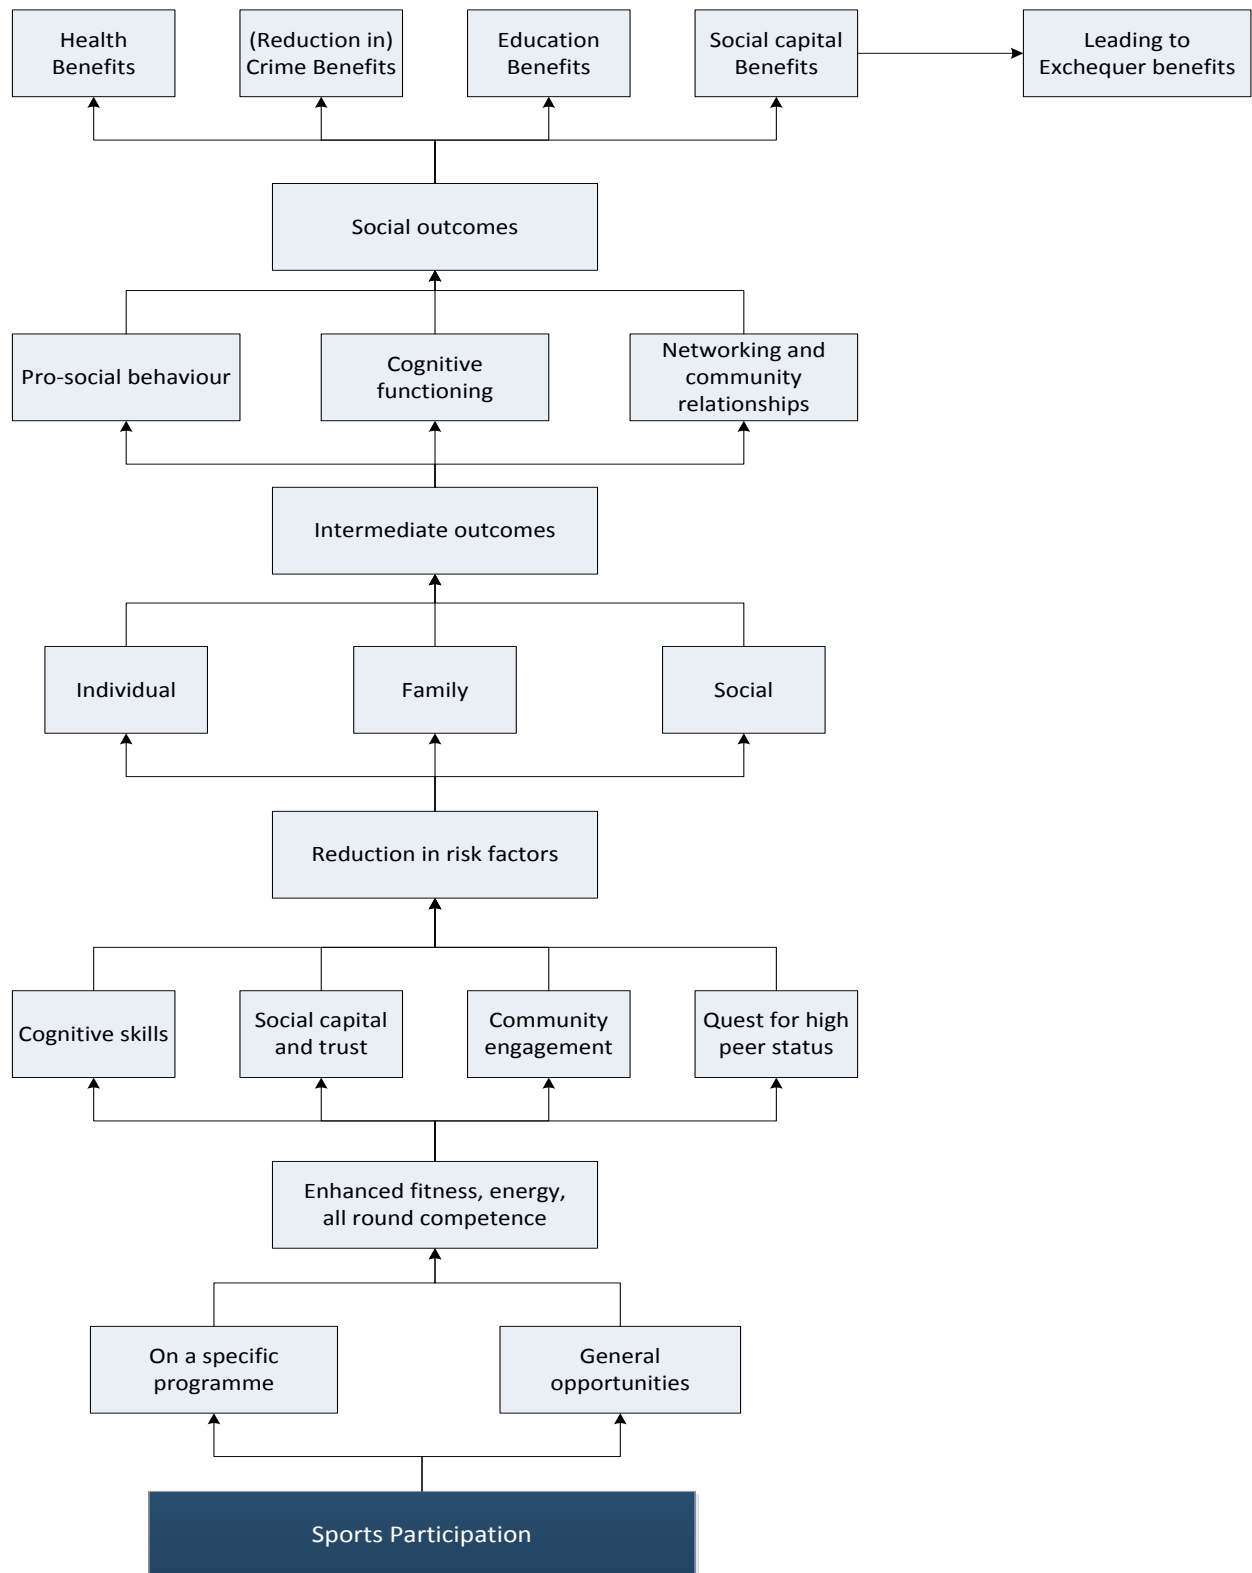 Health
Benefits
(Reduction in)
Crime Benefits
Education
Benefits
Social capital
Benefits
Leading to
Exchequer benefits
Social outcomes
Pro-social behaviour
Cognitive
functioning
Networking and
community
relationships
Intermediate outcomes
Individual
Family
Social
Reduction in risk factors
Cognitive skills
Social capital
and trust
Community
engagement
Quest for high
peer status
Enhanced fitness, energy,
all round competence
On a specific
programme
General
opportunities
Sports Participation